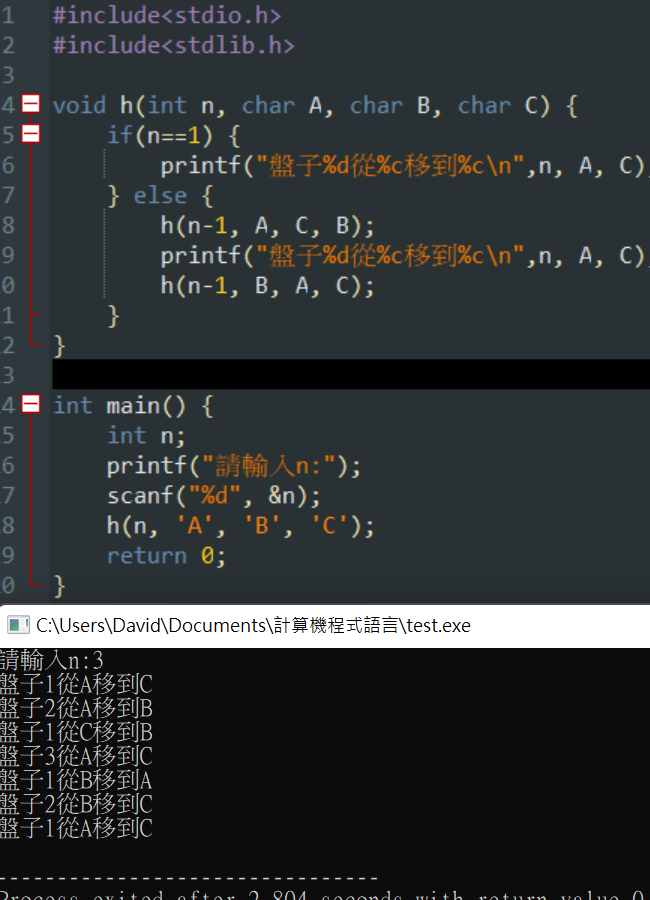 1 #include<stdio.h>
2 #include<stdlib.h>
3
4 void h(int n, char A, char B, char C) {
5 if(n==1) {
6 printf("盤子%d從%c移到%c\n",n, A, C)
7 } else {
8 h(n-1, A, C, B);
9 printf("盤子%d從%c移到%c\n",n, A, C)
0 h(n-1, B, A, C);
1 }
2 }
3
4 int main() {
5 int n;
6 printf("請輸入n:");
7 scanf("%d", &n);
8 h(n, 'A', 'B', 'C');
9 return 0;
0 }
C:\Users\David\Documents\計算機程式語言\test.exe
請輸入n:3
盤子1從A移到C
盤子2從A移到B
盤子1從C移到B
盤子3從A移到C
盤子1從B移到A
盤子2從B移到C
盤子1從A移到C
--------------------------------
Process exited after 2.804 seconds with return value 0